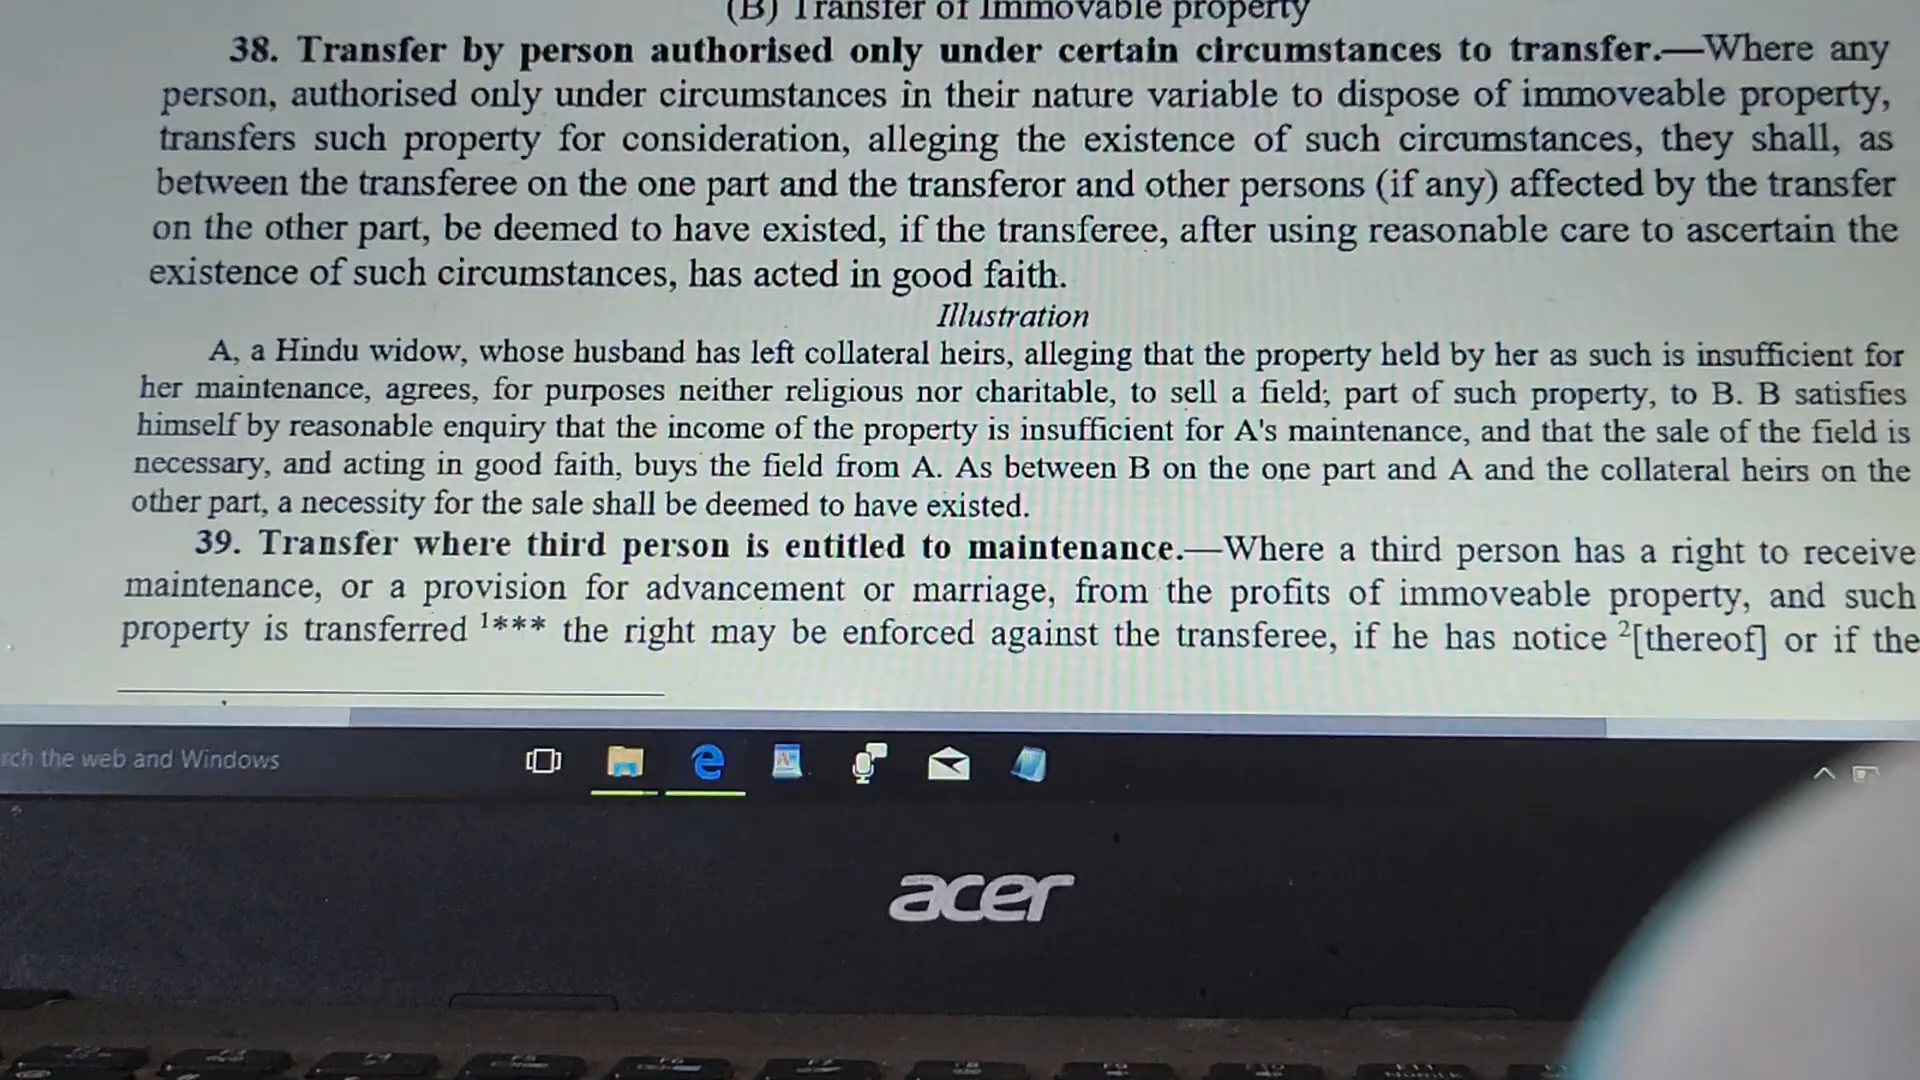 (B) Transfer of Immovable property
38. Transfer by person authorised only under certain circumstances to transfer.—Where any
person, authorised only under circumstances in their nature variable to dispose of immoveable property,
transfers such property for consideration, alleging the existence of such circumstances, they shall, as
between the transferee on the one part and the transferor and other persons (if any) affected by the transfer
on the other part, be deemed to have existed, if the transferee, after using reasonable care to ascertain the
existence of such circumstances, has acted in good faith.
Illustration
A, a Hindu widow, whose husband has left collateral heirs, alleging that the property held by her as such is insufficient for
her maintenance, agrees, for purposes neither religious nor charitable, to sell a field; part of such property, to B. B satisfies
himself by reasonable enquiry that the income of the property is insufficient for A's maintenance, and that the sale of the field is
necessary, and acting in good faith, buys the field from A. As between B on the one part and A and the collateral heirs on the
other part, a necessity for the sale shall be deemed to have existed.
39. Transfer where third person is entitled to maintenance.—Where a third person has a right to receive
maintenance, or a provision for advancement or marriage, from the profits of immoveable property, and such
property is transferred 1*** the right may be enforced against the transferee, if he has notice 2[thereof] or if the
rch the web and Windows
acer